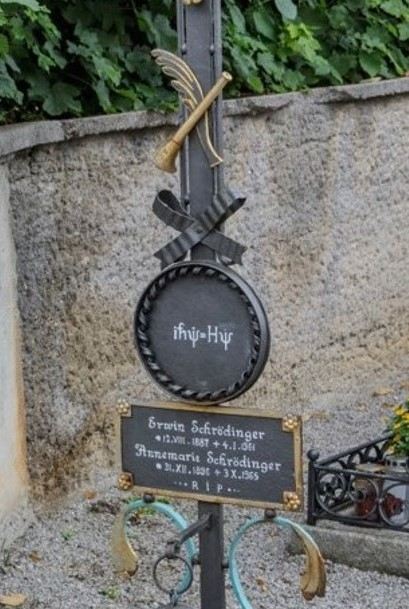 iħψ̇=Hψ
Erwin Schrödinger
*12.VIII.1887 + 4.I.1961
Annemarie Schrödinger
*31.XII.1896 + 3.X.1965
···R·I·P···